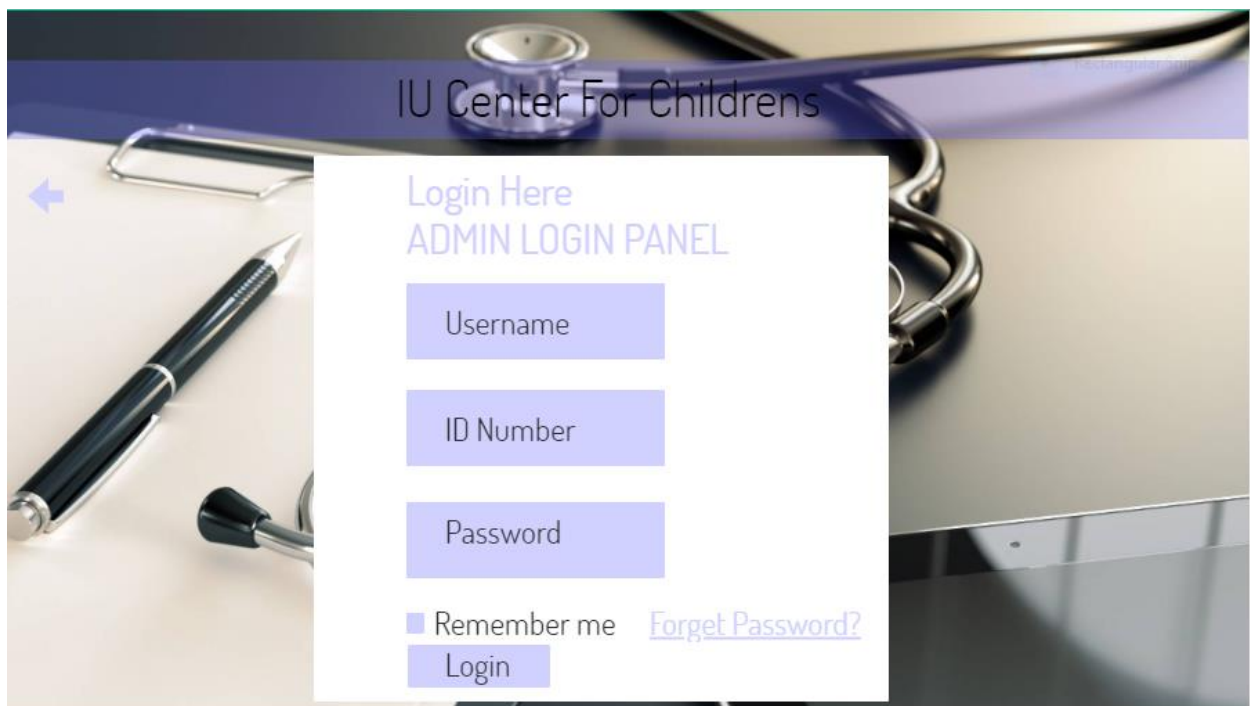 IU Center For Childrens
Login Here
ADMIN LOGIN PANEL
Username
ID Number
Password
Remember me Forget Password?
Login